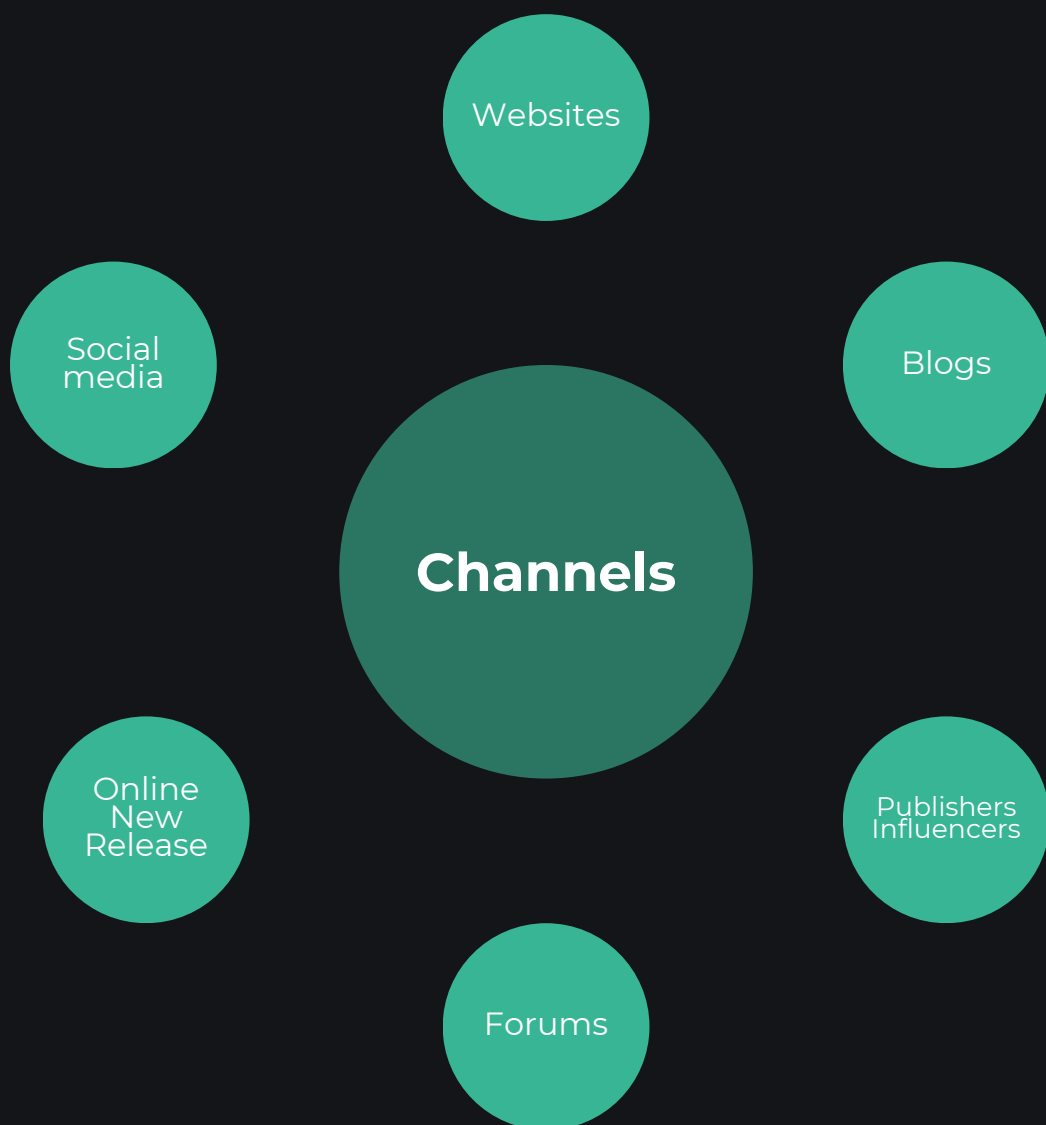 Websites
Social
media
Blogs
Channels
Online
New
Release
Publishers
Influencers
Forums